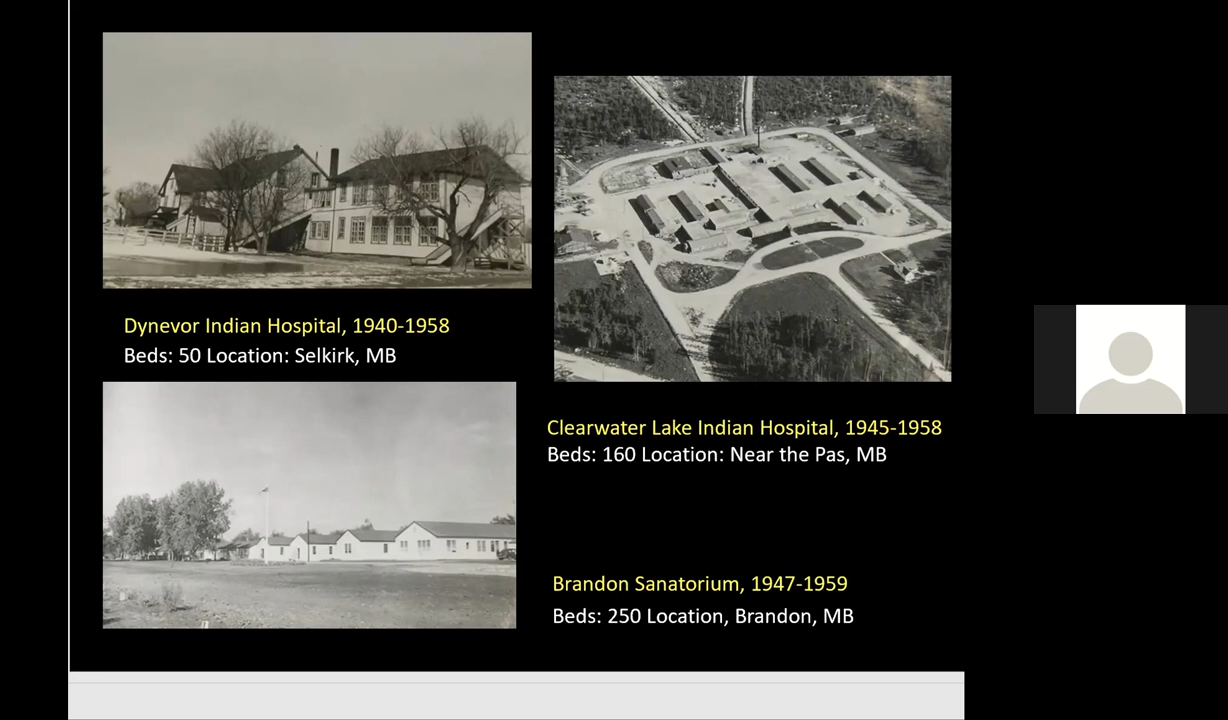 Dynevor Indian Hospital, 1940-1958
Beds: 50 Location: Selkirk, MB
Clearwater Lake Indian Hospital, 1945-1958
Beds: 160 Location: Near the Pas, MB
Brandon Sanatorium, 1947-1959
Beds: 250 Location, Brandon, MB